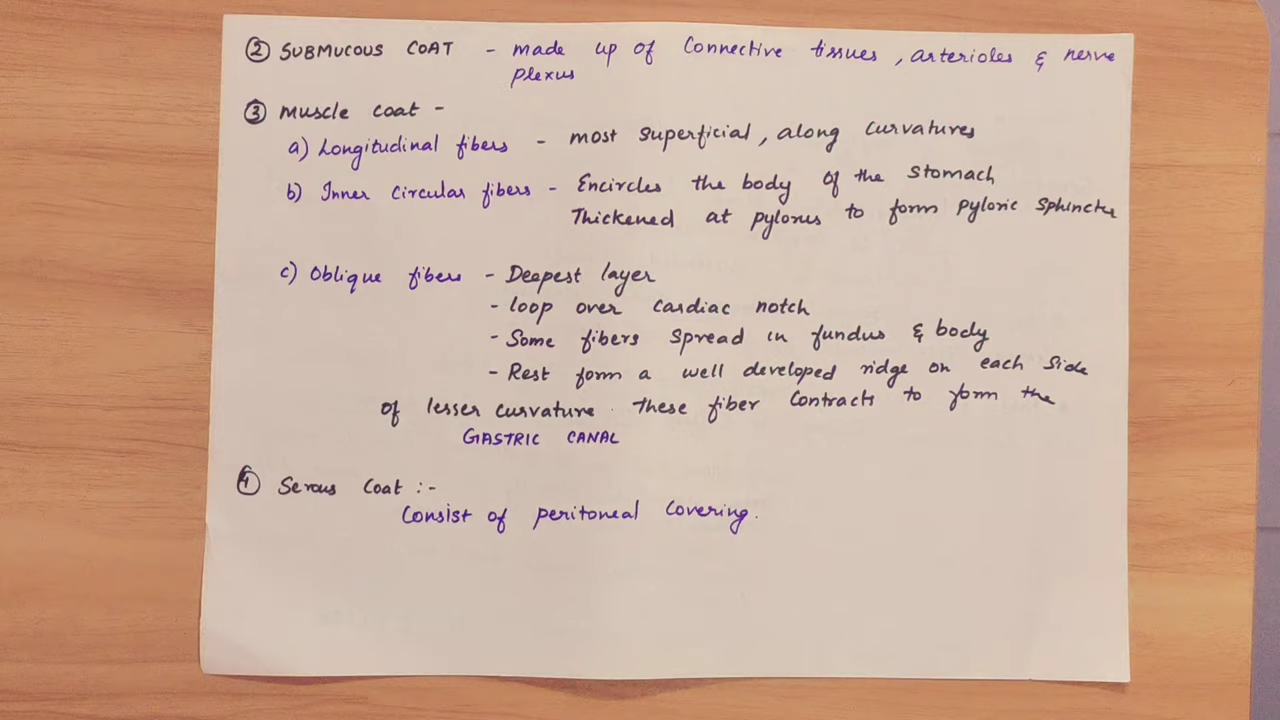 ② SUBMUCOUS COAT - made up of Connective tissues, arterioles & nerve
plexus
③ Muscle coat -
a) Longitudinal fibers - most superficial, along curvatures
b) Inner circular fibers - Encircles the body of the stomach
Thickened at pylorus to form pyloric sphincter
c) Oblique fibers - Deepest layer
- loop over cardiac notch
- Some fibers spread in fundus & body
- Rest form a well developed ridge on each side
of lesser curvature. These fiber contracts to form the
GASTRIC CANAL
④ Serous Coat :-
Consist of peritoneal covering.